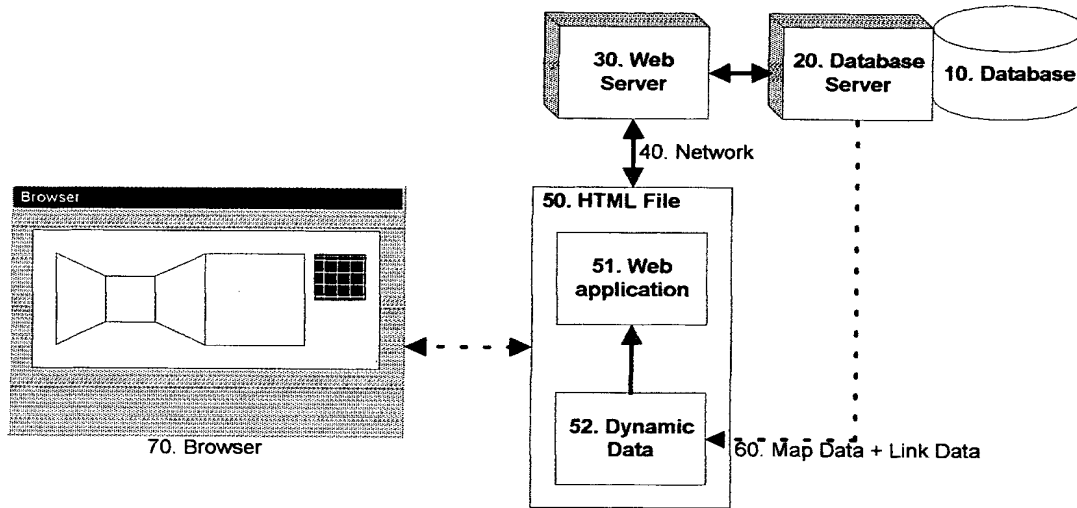 30. Web
Server
20. Database
Server
10. Database
40. Network
Browser
50. HTML File
51. Web
application
52. Dynamic
Data
60. Map Data + Link Data
70. Browser